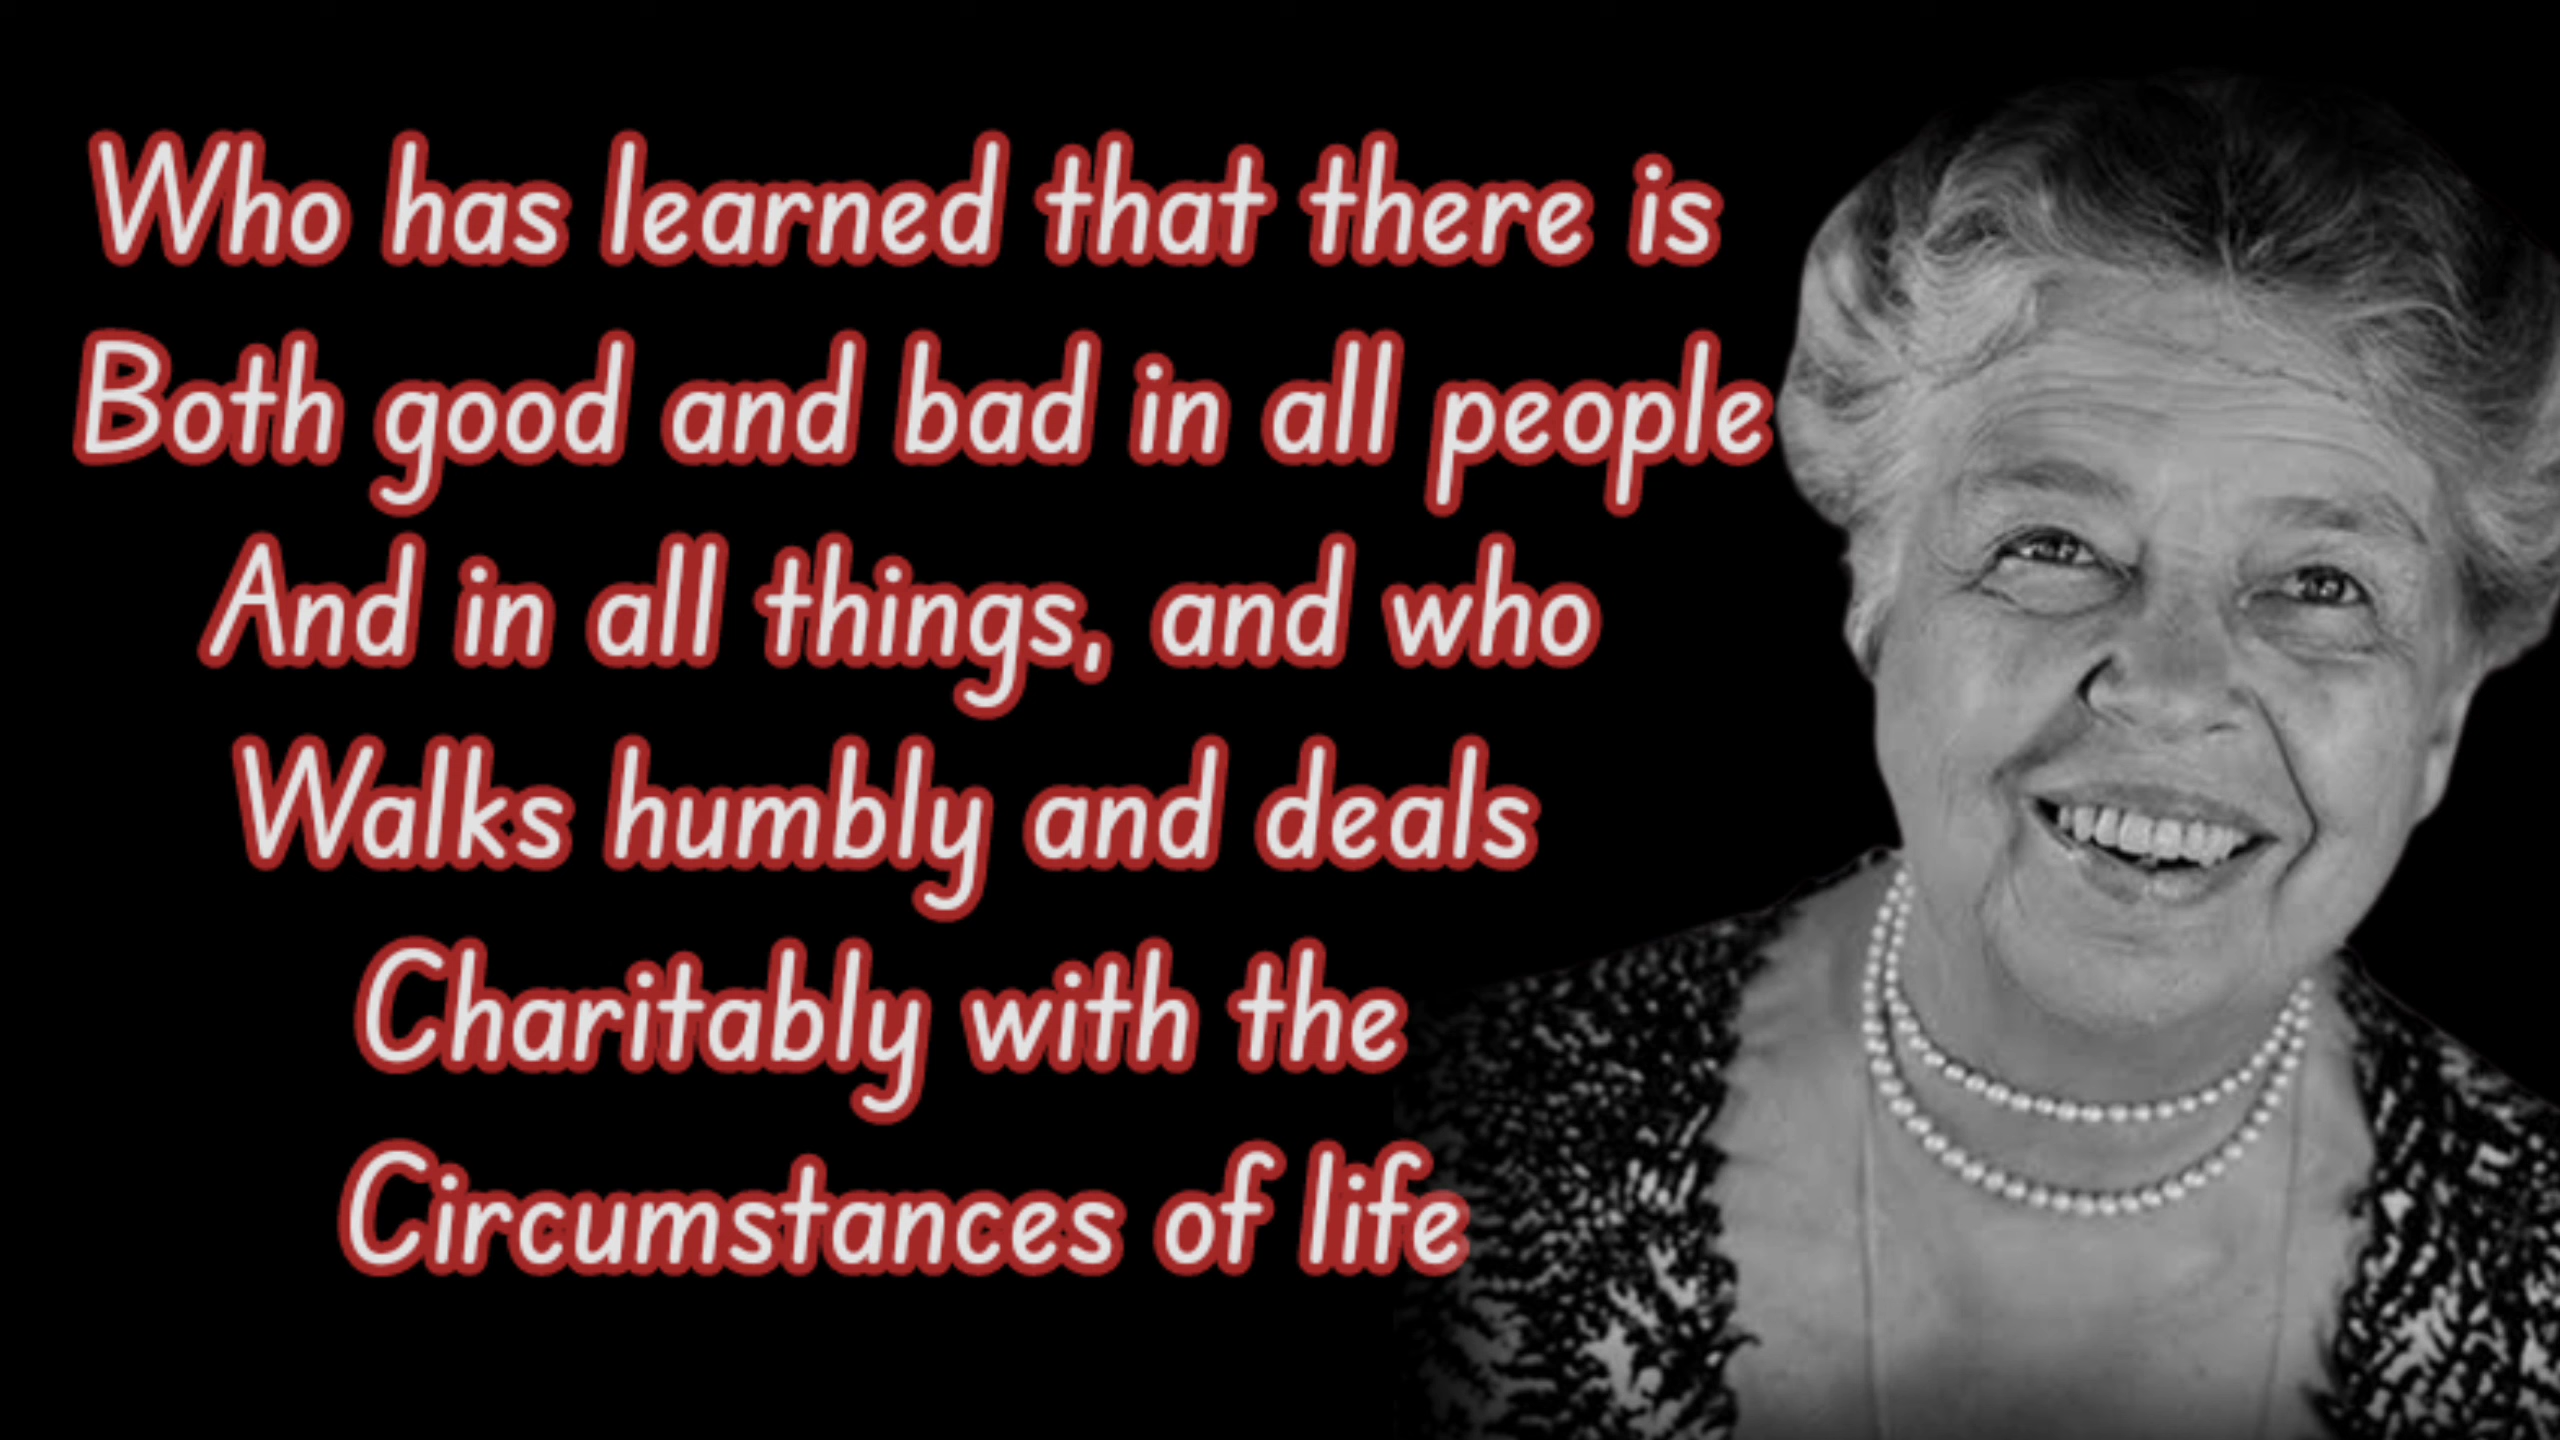 Who has learned that there is
Both good and bad in all people
And in all things, and who
Walks humbly and deals
Charitably with the
Circumstances of life